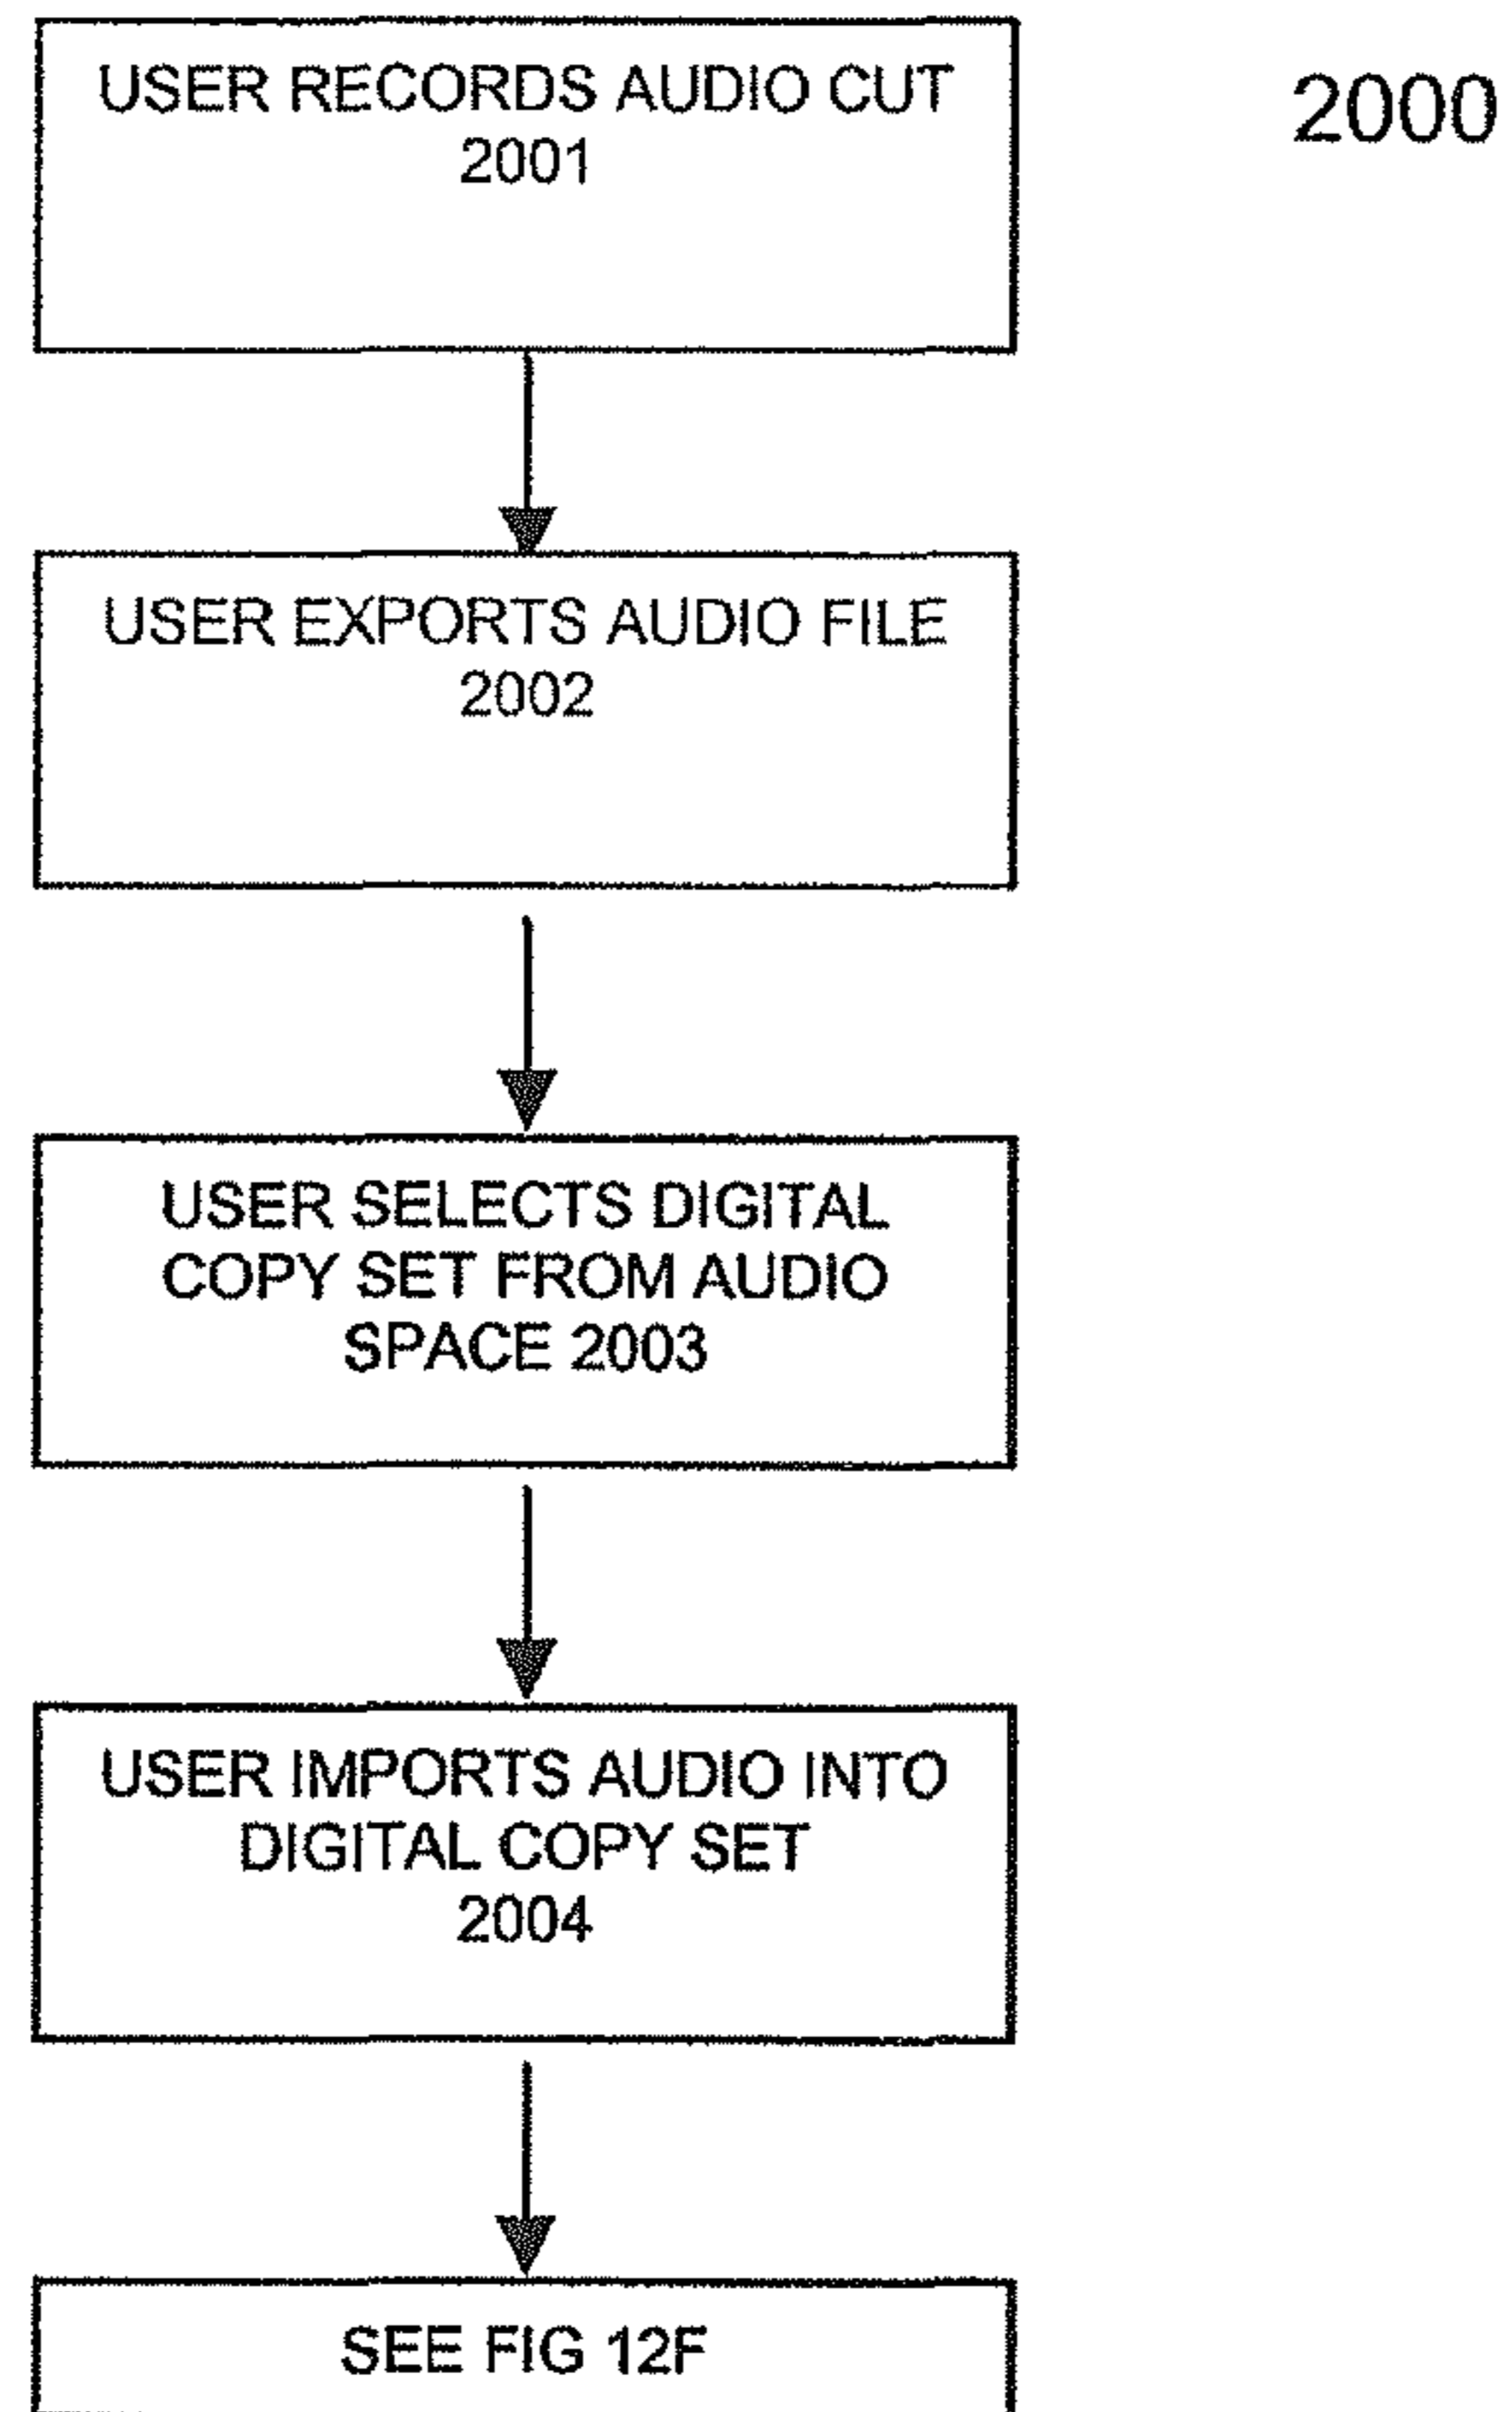 USER RECORDS AUDIO CUT
2001
2000
USER EXPORTS AUDIO FILE
2002
USER SELECTS DIGITAL
COPY SET FROM AUDIO
SPACE 2003
USER IMPORTS AUDIO INTO
DIGITAL COPY SET
2004
SEE FIG 12F